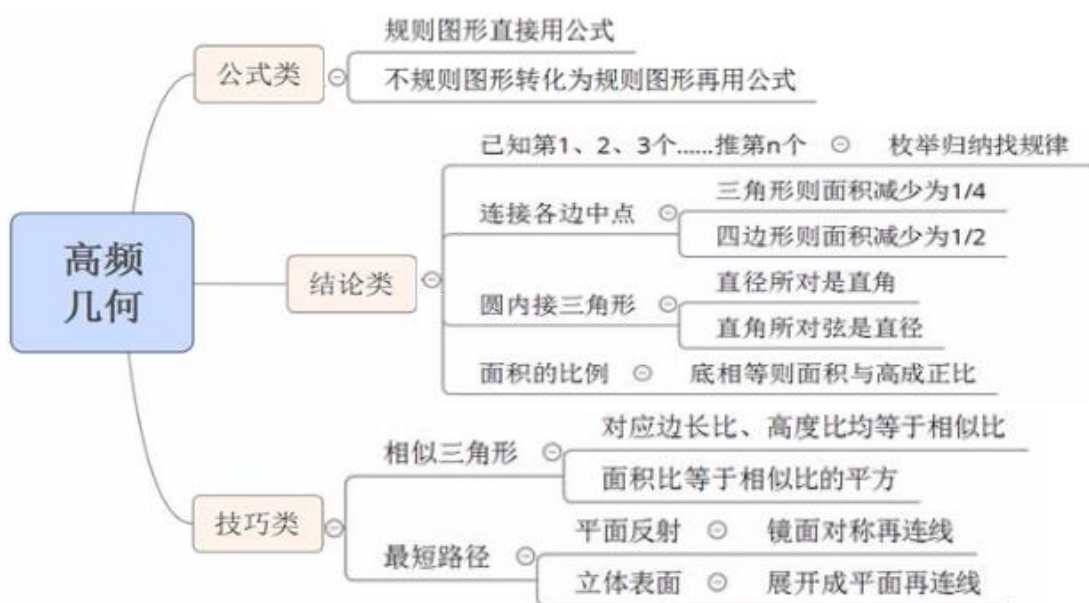 高频
几何
公式类
规则图形直接用公式
不规则图形转化为规则图形再用公式
结论类
已知第1、2、3个......推第n个
枚举归纳找规律
连接各边中点
三角形则面积减少为1/4
四边形则面积减少为1/2
圆内接三角形
直径所对是直角
直角所对弦是直径
面积的比例
底相等则面积与高成正比
技巧类
相似三角形
对应边长比、高度比均等于相似比
面积比等于相似比的平方
最短路径
平面反射
镜面对称再连线
立体表面
展开成平面再连线